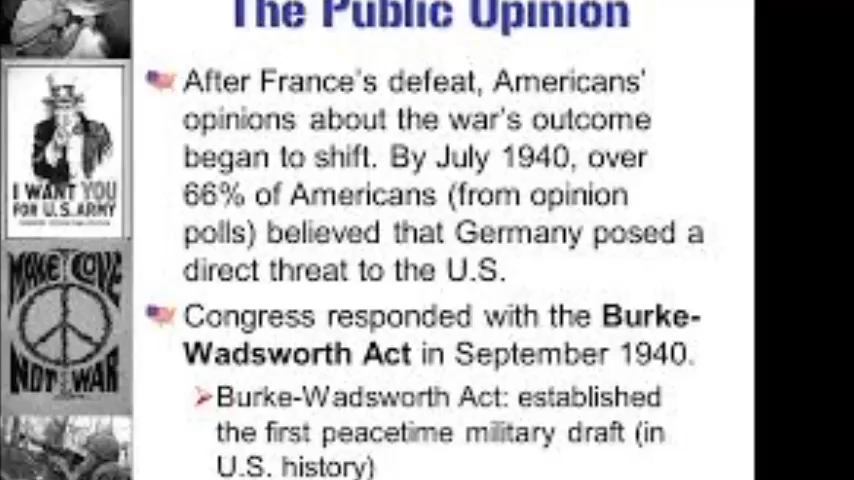 The Public Opinion
After France's defeat, Americans'
opinions about the war's outcome
began to shift. By July 1940, over
66% of Americans (from opinion
polls) believed that Germany posed a
direct threat to the U.S.
Congress responded with the Burke-
Wadsworth Act in September 1940.
Burke-Wadsworth Act: established
the first peacetime military draft (in
U.S. history)
I WANT YOU
FOR U.S. ARMY
MAKE LOVE
NOT WAR